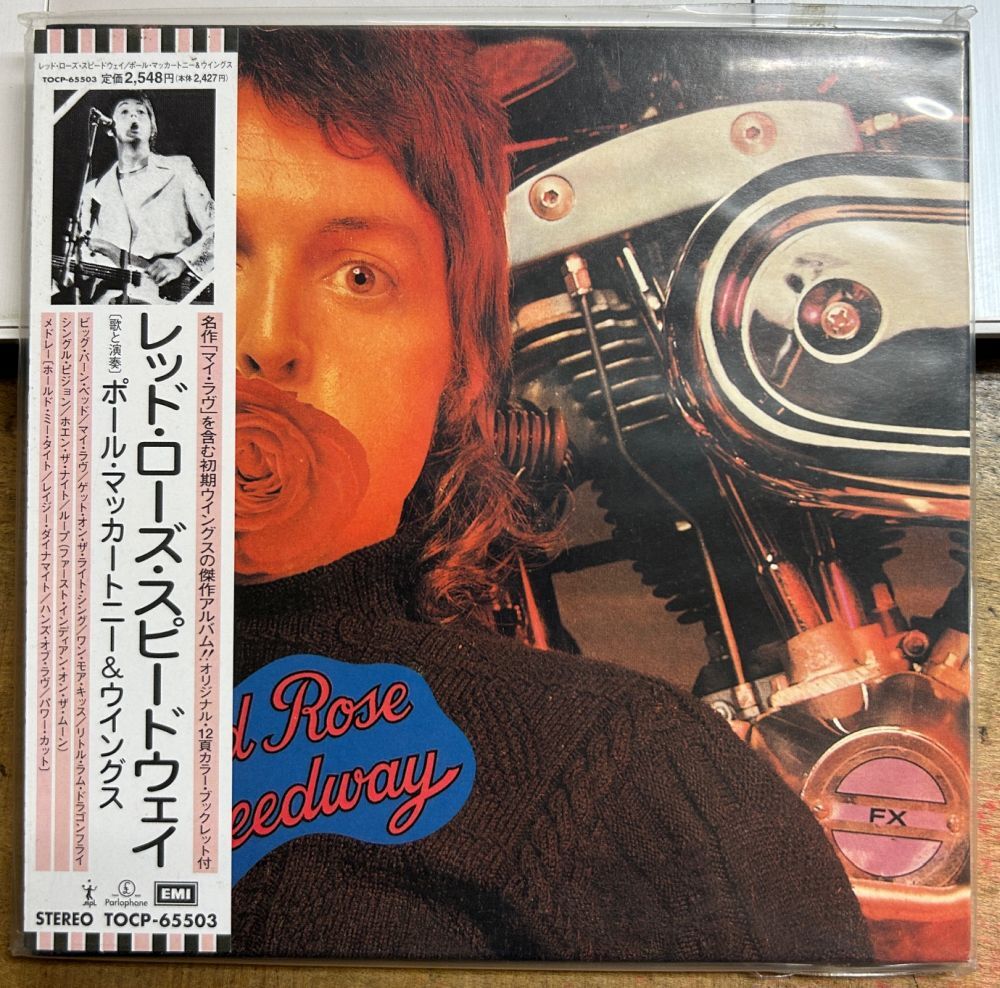 レッド・ローズ・スピードウェイ/ポール・マッカートニー&ウイングス
TOCP-65503 定価2,548円(本体2,427円)
名作「マイ・ラヴ」を含む初期ウイングスの傑作アルバム!!オリジナル・12頁カラー・ブックレット付
レッド・ローズ・スピードウェイ
〔歌と演奏〕ポール・マッカートニー&ウイングス
ビッグ・バーン・ベッド/マイ・ラヴ/ゲット・オン・ザ・ライト・シング/ワン・モア・キッス/リトル・ラム・ドラゴンフライ
シングル・ピジョン/ホエン・ザ・ナイト/ループ(ファースト・インディアン・オン・ザ・ムーン)
メドレー〔ホールド・ミー・タイト/レイジー・ダイナマイト/ハンズ・オブ・ラヴ/パワー・カット〕
mpl Parlophone EMI
STEREO TOCP-65503
d Rose
eedway
FX